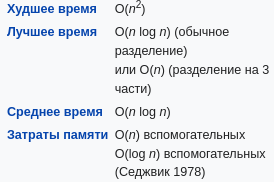 Худшее время O(n²)
Лучшее время O(n log n) (обычное
разделение)
или O(n) (разделение на 3
части)
Среднее время O(n log n)
Затраты памяти O(n) вспомогательных
O(log n) вспомогательных
(Седжвик 1978)